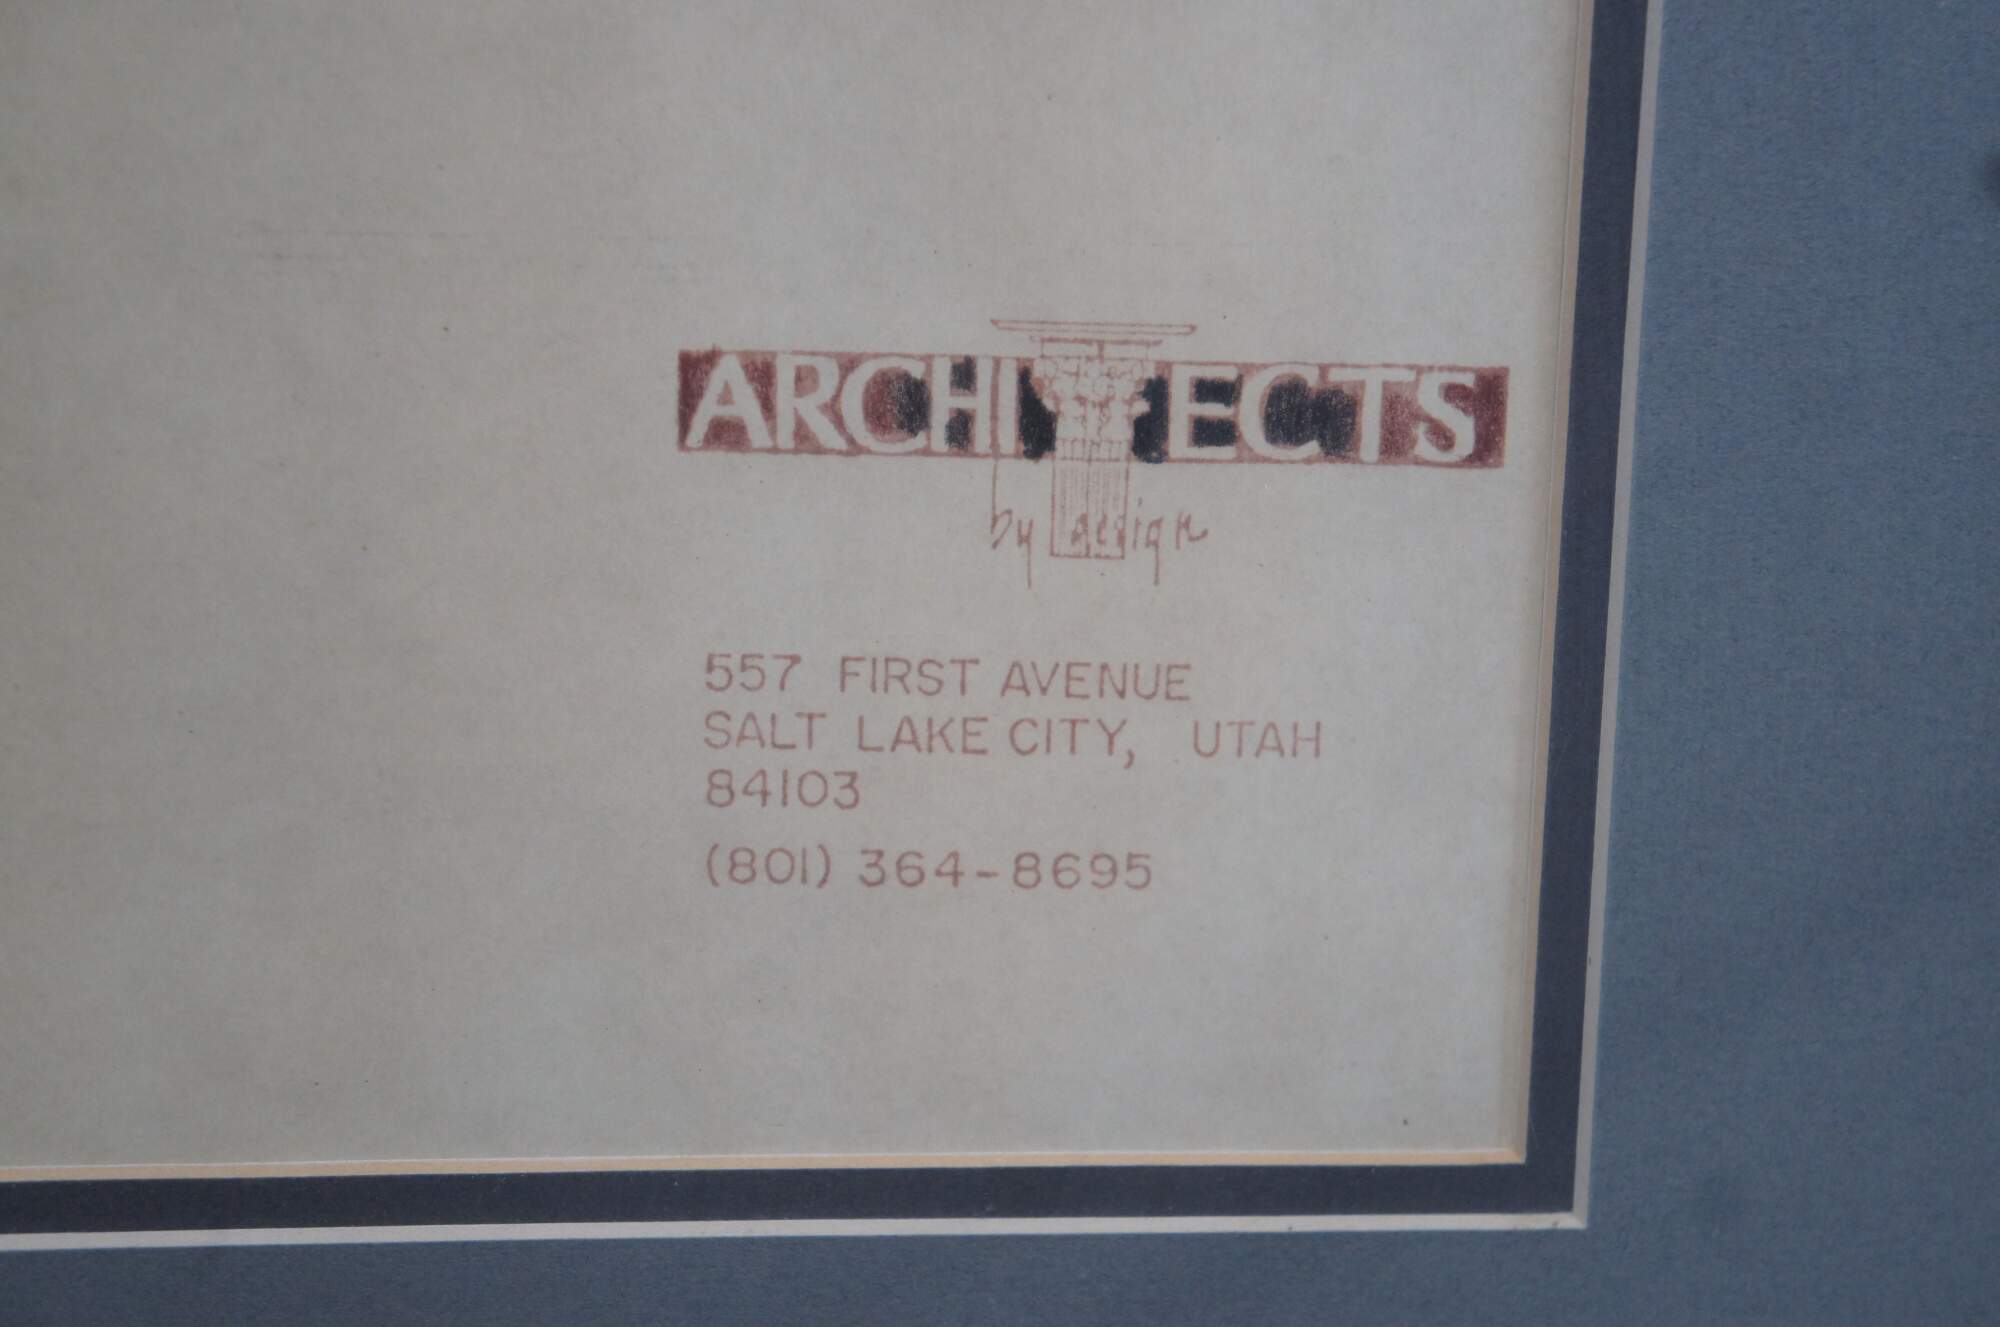 ARCHITECTS
by design
557 FIRST AVENUE
SALT LAKE CITY, UTAH
84103
(801) 364-8695